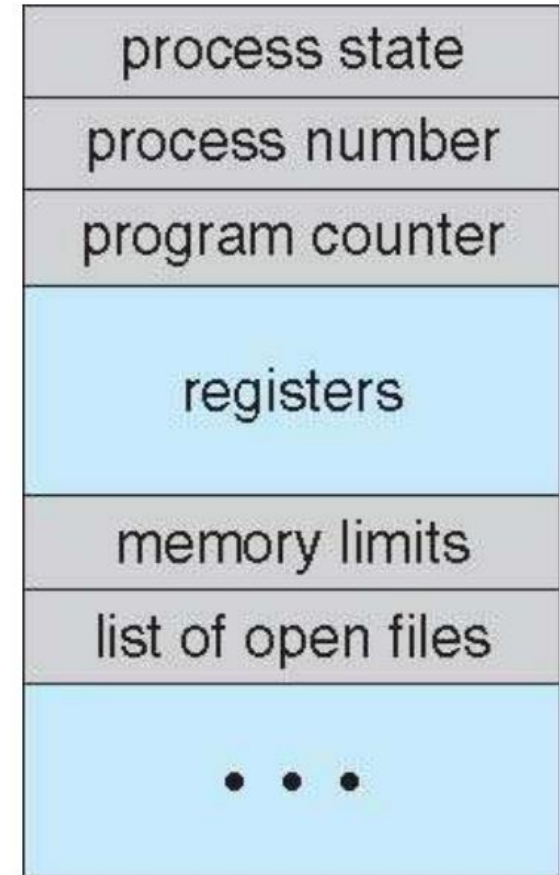 process state
process number
program counter
registers
memory limits
list of open files
• • •